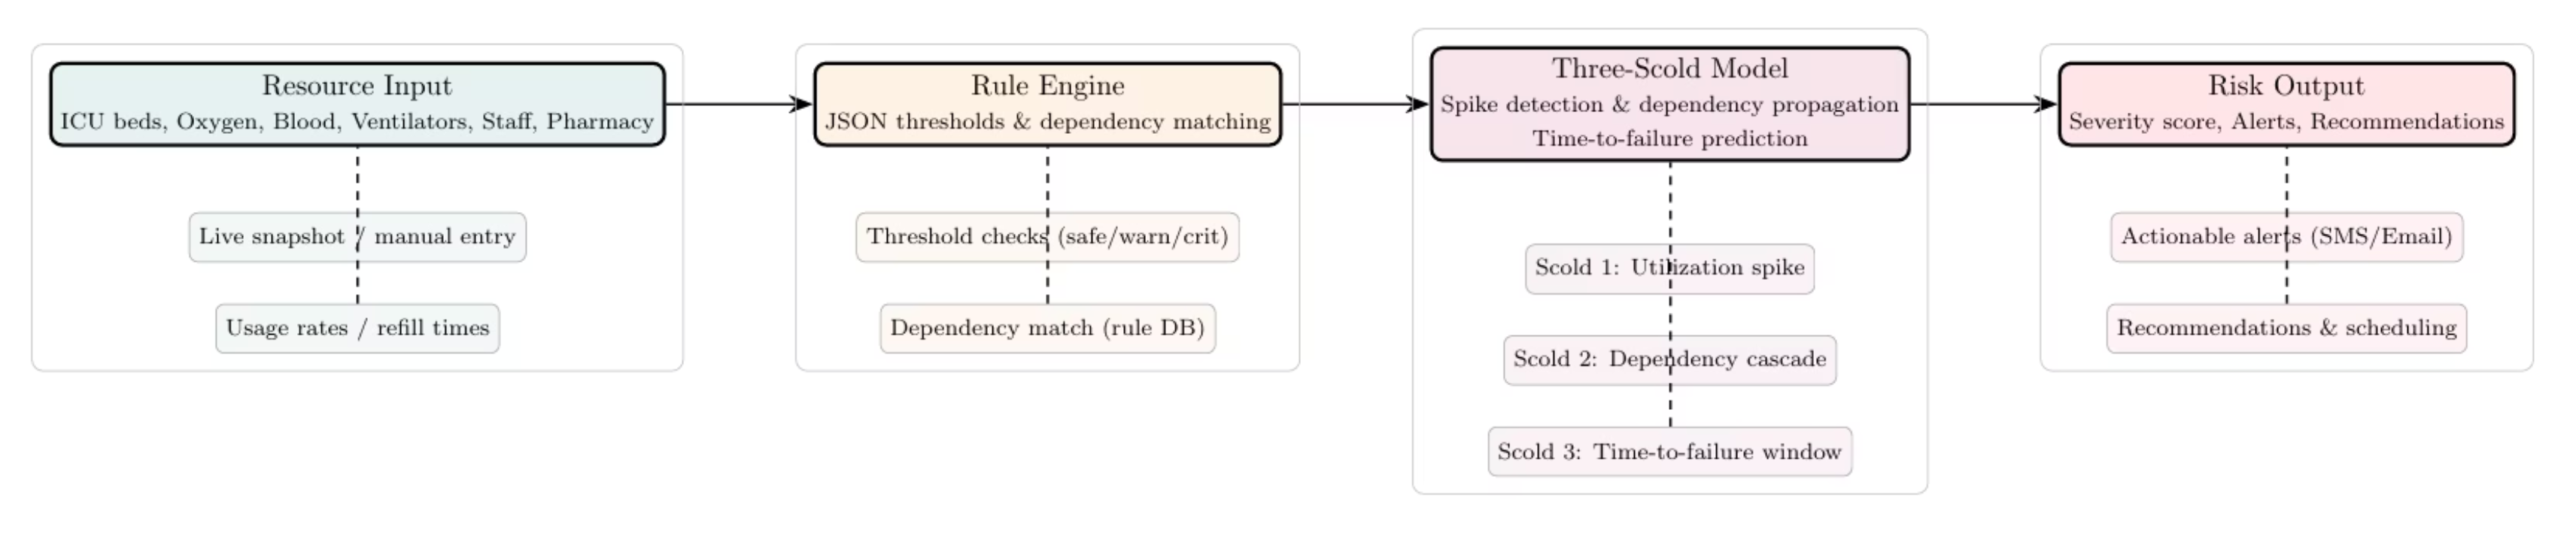 Resource Input
ICU beds, Oxygen, Blood, Ventilators, Staff, Pharmacy
Live snapshot / manual entry
Usage rates / refill times
Rule Engine
JSON thresholds & dependency matching
Threshold checks (safe/warn/crit)
Dependency match (rule DB)
Three-Scold Model
Spike detection & dependency propagation
Time-to-failure prediction
Scold 1: Utilization spike
Scold 2: Dependency cascade
Scold 3: Time-to-failure window
Risk Output
Severity score, Alerts, Recommendations
Actionable alerts (SMS/Email)
Recommendations & scheduling